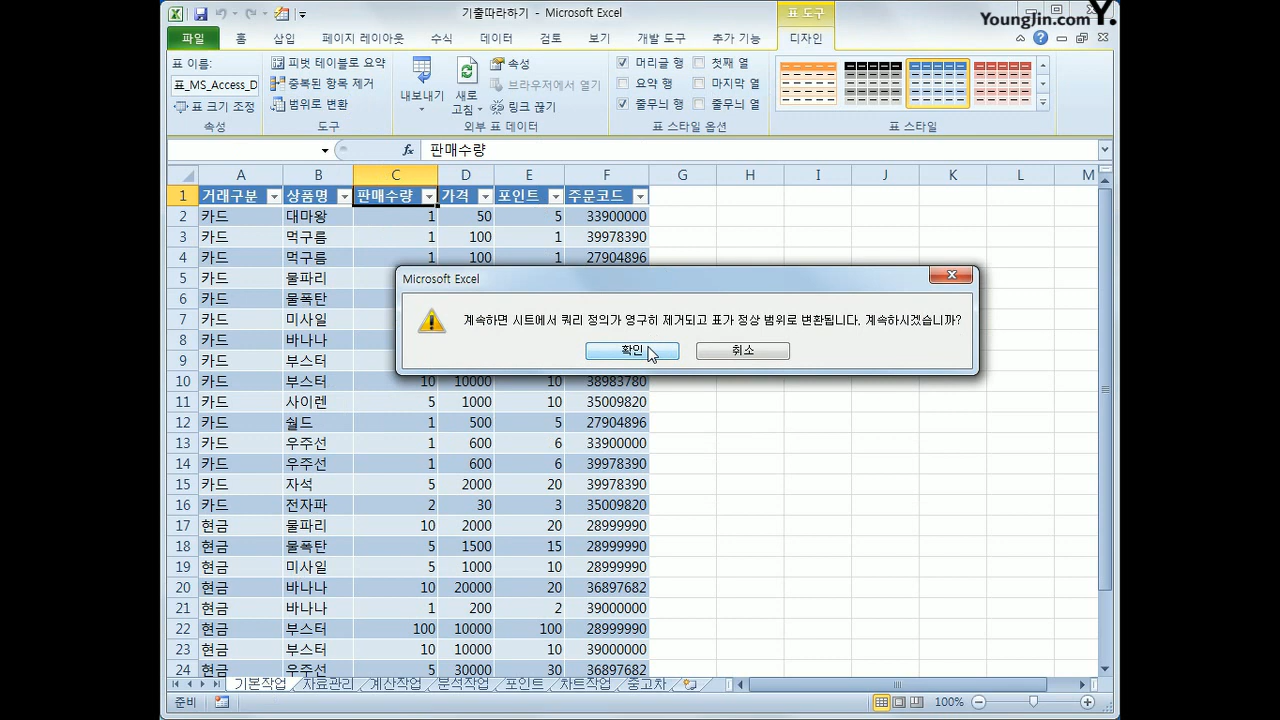 기출따라하기 - Microsoft Excel
표 도구
YoungJin.com Y.
파일 홈 삽입 페이지 레이아웃 수식 데이터 검토 보기 개발 도구 추가 기능 디자인
표 이름:
표_MS_Access_D
표 크기 조정
속성
피벗 테이블로 요약
중복된 항목 제거
범위로 변환
도구
내보내기
새로 고침
속성
브라우저에서 열기
링크 끊기
외부 표 데이터
머리글 행 첫째 열
요약 행 마지막 열
줄무늬 행 줄무늬 열
표 스타일 옵션
표 스타일
fx 판매수량
A B C D E F G H I J K L M
1 거래구분 상품명 판매수량 가격 포인트 주문코드
2 카드 대마왕 1 50 5 33900000
3 카드 먹구름 1 100 1 39978390
4 카드 먹구름 1 100 1 27904896
5 카드 물파리
6 카드 물폭탄
7 카드 미사일
8 카드 바나나
9 카드 부스터
10 카드 부스터 10 10000 10 38983780
11 카드 사이렌 5 1000 10 35009820
12 카드 쉴드 1 500 5 27904896
13 카드 우주선 1 600 6 33900000
14 카드 우주선 1 600 6 39978390
15 카드 자석 5 2000 20 39978390
16 카드 전자파 2 30 3 35009820
17 현금 물파리 10 2000 20 28999990
18 현금 물폭탄 5 1500 15 28999990
19 현금 미사일 5 1000 10 28999990
20 현금 바나나 10 20000 20 36897682
21 현금 바나나 1 200 2 39000000
22 현금 부스터 100 10000 100 28999990
23 현금 부스터 10 10000 10 39000000
24 현금 우주선 5 30000 30 36897682
Microsoft Excel
계속하면 시트에서 쿼리 정의가 영구히 제거되고 표가 정상 범위로 변환됩니다. 계속하시겠습니까?
확인 취소
기본작업 자료관리 계산작업 분석작업 포인트 차트작업 중고차
준비 100%